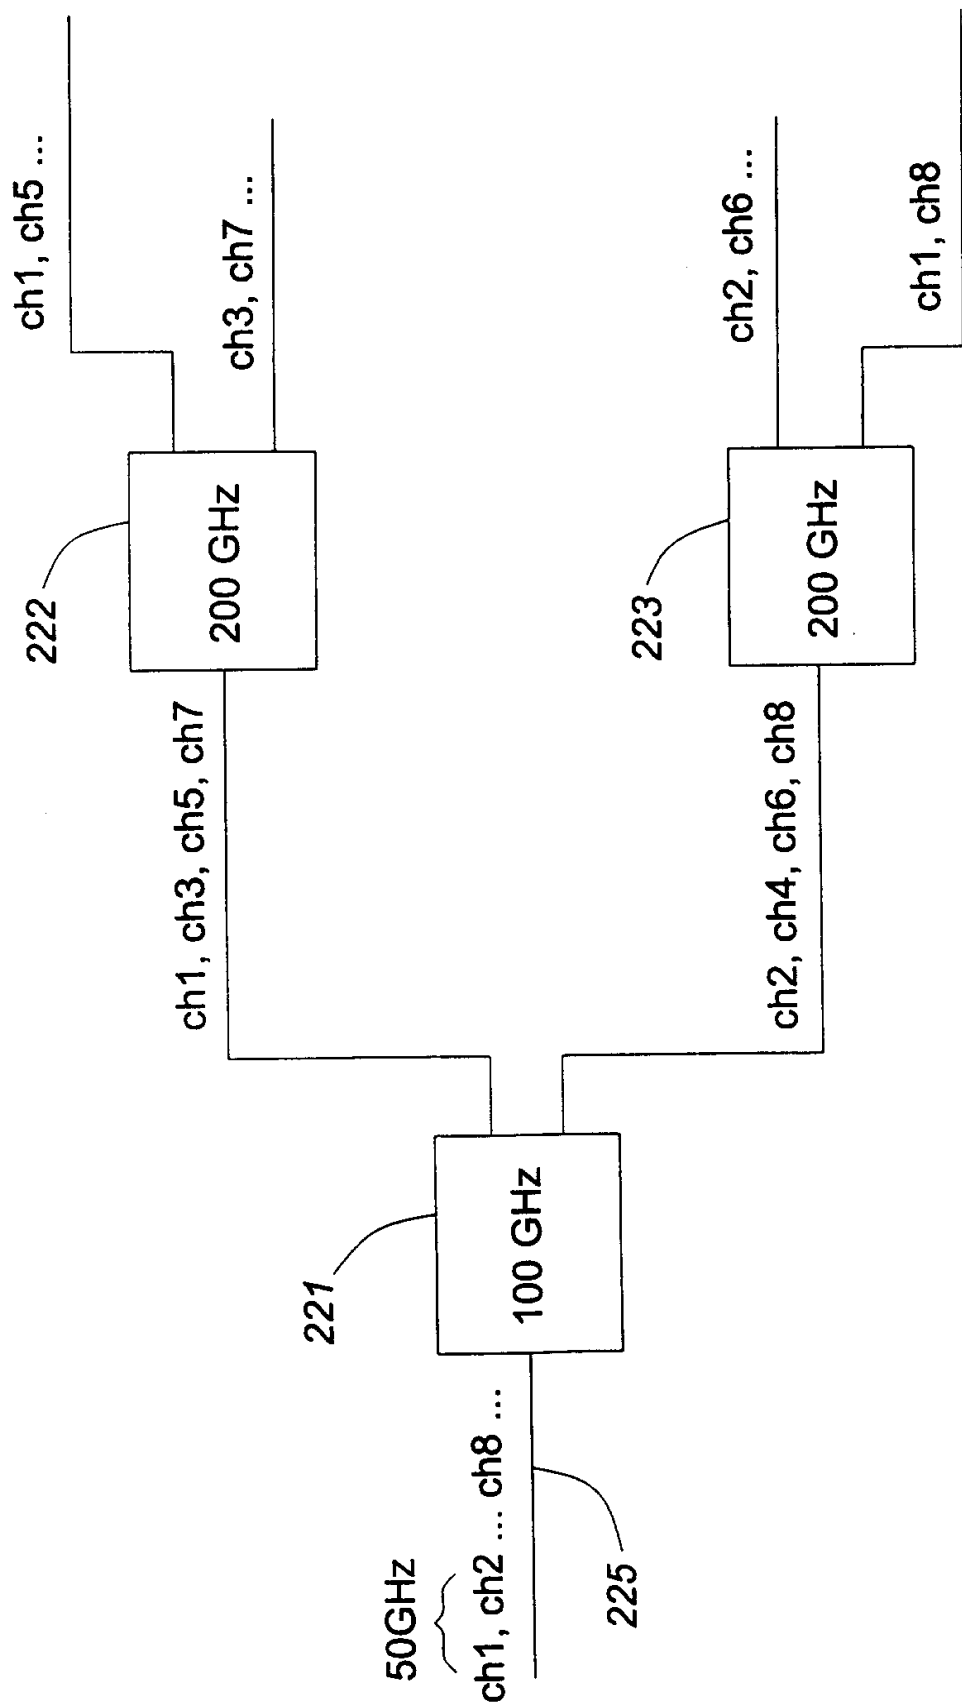 50GHz
ch1, ch2 ... ch8 ...
225
221
100 GHz
ch1, ch3, ch5, ch7
ch2, ch4, ch6, ch8
222
200 GHz
223
200 GHz
ch1, ch5 ...
ch3, ch7 ...
ch2, ch6 ...
ch1, ch8